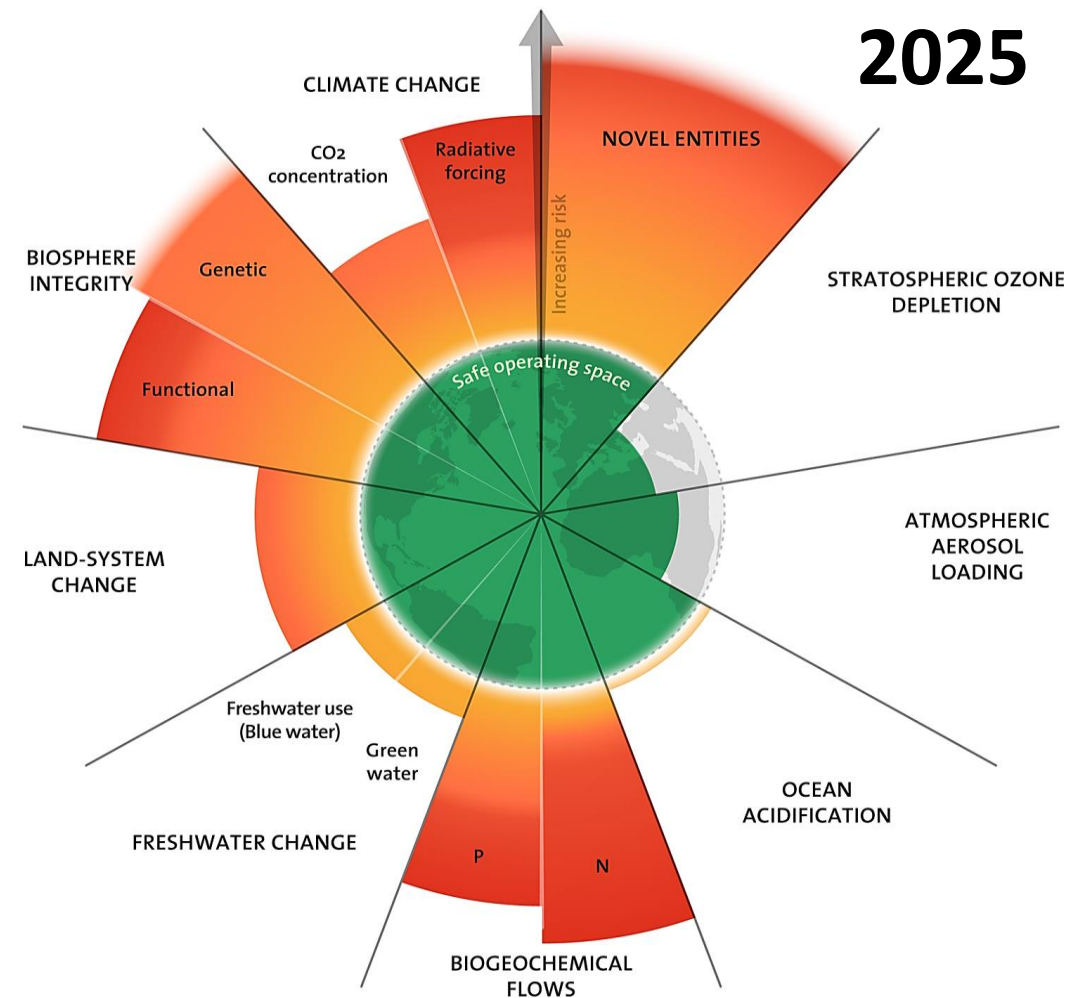 2025
CLIMATE CHANGE
CO2
concentration
Radiative
forcing
NOVEL ENTITIES
Increasing risk
STRATOSPHERIC OZONE
DEPLETION
BIOSPHERE
INTEGRITY
Genetic
Functional
Safe operating space
ATMOSPHERIC
AEROSOL
LOADING
LAND-SYSTEM
CHANGE
Freshwater use
(Blue water)
Green
water
FRESHWATER CHANGE
OCEAN
ACIDIFICATION
P
N
BIOGEOCHEMICAL
FLOWS